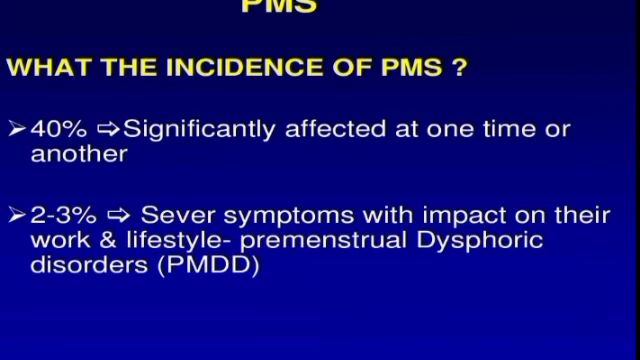 PMS
WHAT THE INCIDENCE OF PMS ?
➢40% ⇨Significantly affected at one time or
another
➢2-3% ⇨ Sever symptoms with impact on their
work & lifestyle- premenstrual Dysphoric
disorders (PMDD)